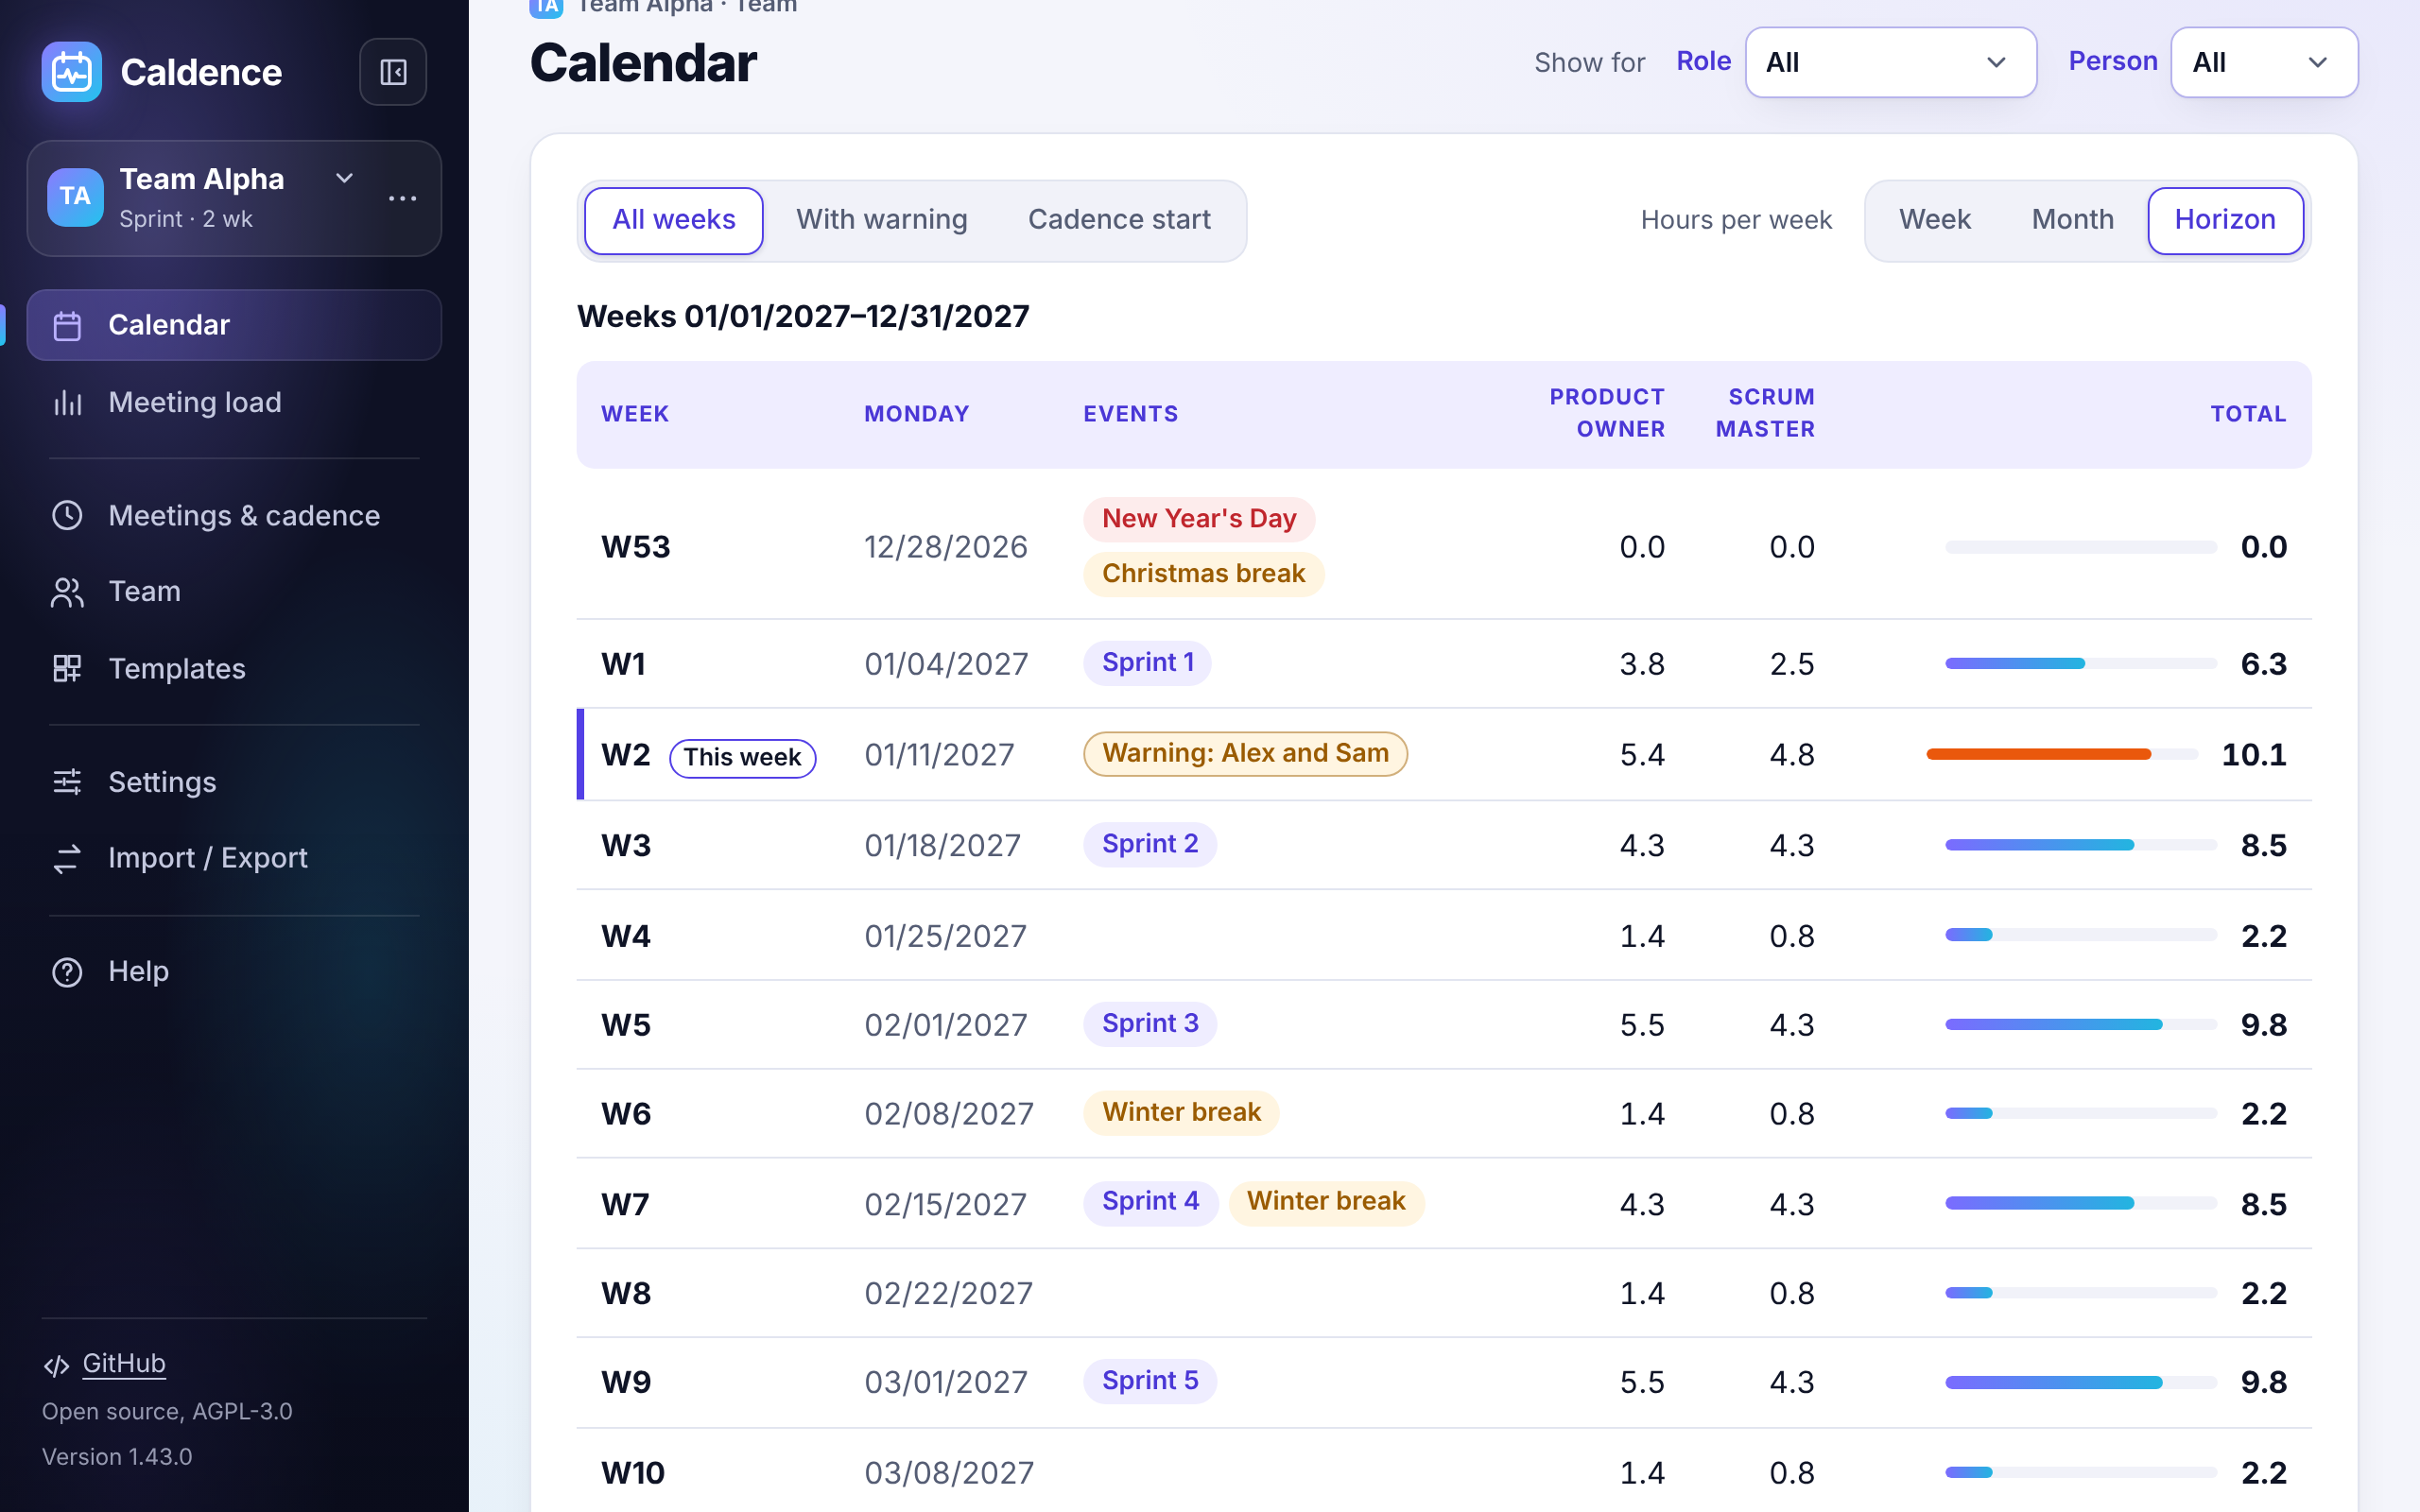 Caldence
TA
Team Alpha
Sprint · 2 wk
Calendar
Meeting load
Meetings & cadence
Team
Templates
Settings
Import / Export
Help
GitHub
Open source, AGPL-3.0
Version 1.43.0
TA Team Alpha · Team
Calendar
Show for Role All Person All
All weeks With warning Cadence start
Hours per week Week Month Horizon
Weeks 01/01/2027–12/31/2027
WEEK MONDAY EVENTS PRODUCT OWNER SCRUM MASTER TOTAL
W53 12/28/2026 New Year's Day Christmas break 0.0 0.0 0.0
W1 01/04/2027 Sprint 1 3.8 2.5 6.3
W2 This week 01/11/2027 Warning: Alex and Sam 5.4 4.8 10.1
W3 01/18/2027 Sprint 2 4.3 4.3 8.5
W4 01/25/2027 1.4 0.8 2.2
W5 02/01/2027 Sprint 3 5.5 4.3 9.8
W6 02/08/2027 Winter break 1.4 0.8 2.2
W7 02/15/2027 Sprint 4 Winter break 4.3 4.3 8.5
W8 02/22/2027 1.4 0.8 2.2
W9 03/01/2027 Sprint 5 5.5 4.3 9.8
W10 03/08/2027 1.4 0.8 2.2